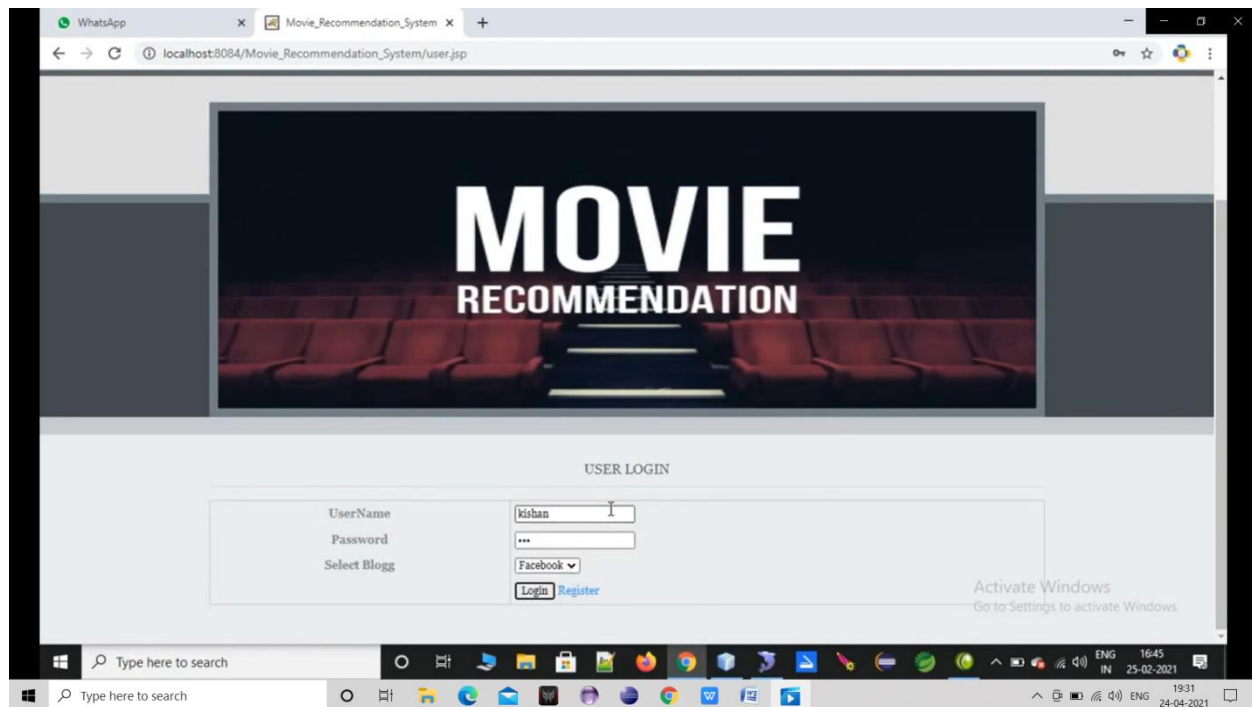 WhatsApp
Movie_Recommendation_System
localhost:8084/Movie_Recommendation_System/user.jsp
MOVIE
RECOMMENDATION
USER LOGIN
UserName kishan
Password •••
Select Blogg Facebook
Login Register
Activate Windows
Go to Settings to activate Windows.
Type here to search
ENG 16:45
IN 25-02-2021
Type here to search
ENG 19:31
24-04-2021